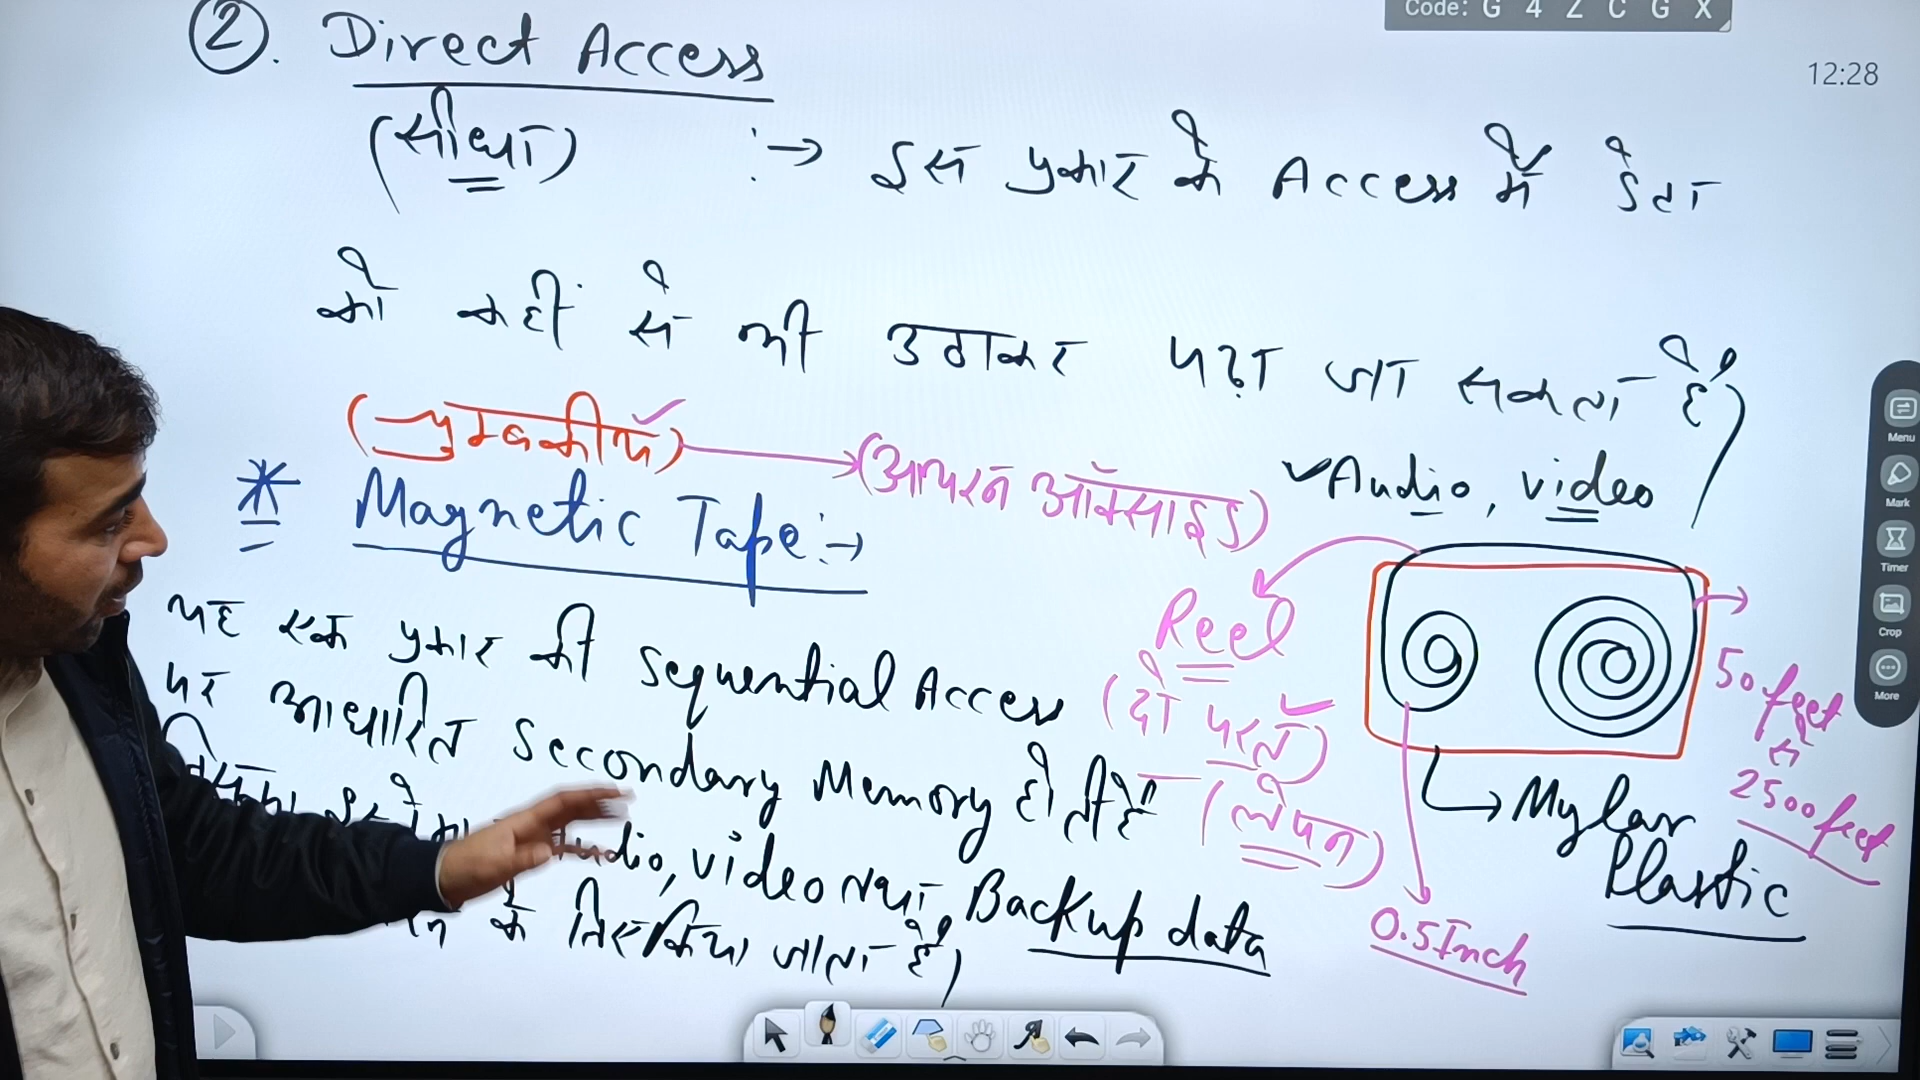 Code: G 4 Z C G X
12:28
② . Direct Access
(सीधा) :→ इस प्रकार के Access में डेटा
को कहीं से भी उठाकर पढ़ा जा सकता है।
(चुम्बकीय) → (आयरन ऑक्साइड)
✓Audio, video
* Magnetic Tape :→
Reel
(दो परतें)
(लेपन)
50 feet
से
2500 feet
Mylar
Plastic
0.5 Inch
यह एक प्रकार की Sequential Access
पर आधारित Secondary Memory होती है
Audio, video तथा Backup data
के लिए किया जाता है।
Menu
Mark
Timer
Crop
More